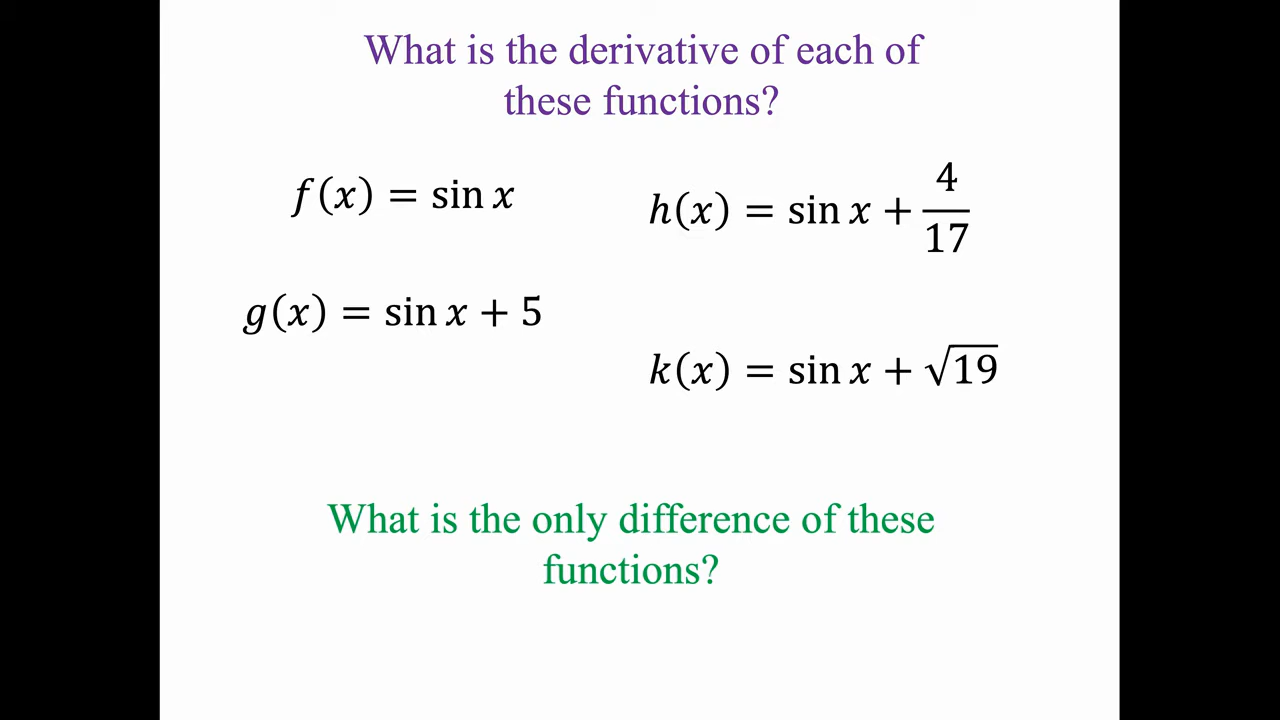 What is the derivative of each of
these functions?
f(x) = sin x
h(x) = sin x + 4/17
g(x) = sin x + 5
k(x) = sin x + √19
What is the only difference of these
functions?